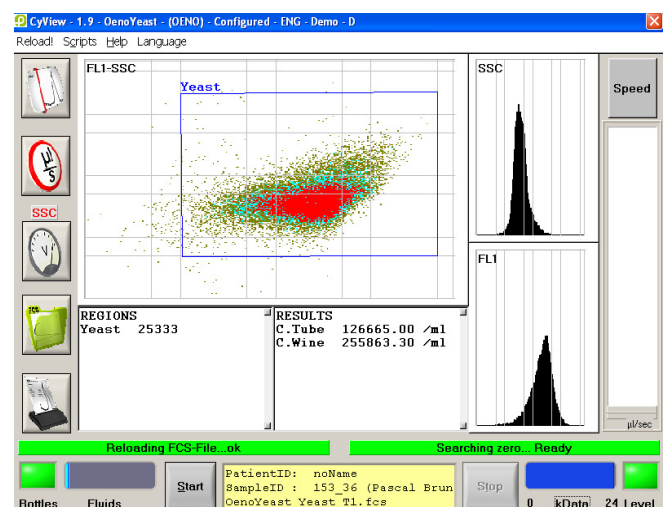 CyView - 1.9 - OenoYeast - (OENO) - Configured - ENG - Demo - D
Reload! Scripts Help Language
FL1-SSC
Yeast
SSC
Speed
µl/s
SSC
V
FCS
FL1
REGIONS
Yeast 25333
RESULTS
C.Tube 126665.00 /ml
C.Wine 255863.30 /ml
µl/sec
Reloading FCS-File...ok
Searching zero... Ready
Start
PatientID: noName
SampleID : 153_36 (Pascal Brun
OenoYeast Yeast T1.fcs
Stop
Bottles Fluids
0 kData 24 Level